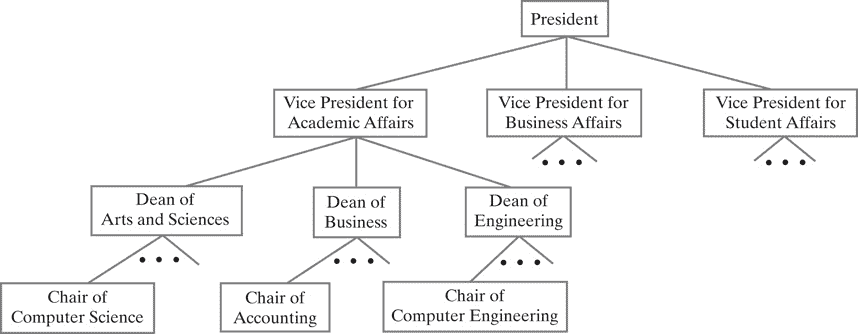 President
Vice President for
Academic Affairs
Vice President for
Business Affairs
Vice President for
Student Affairs
Dean of
Arts and Sciences
Dean of
Business
Dean of
Engineering
Chair of
Computer Science
Chair of
Accounting
Chair of
Computer Engineering